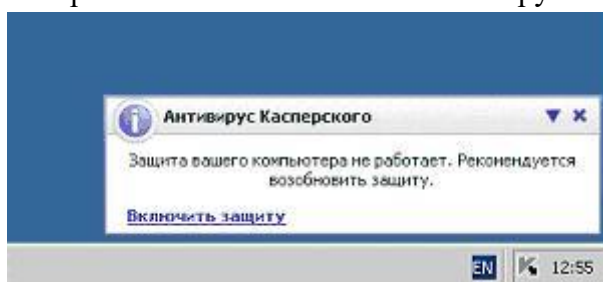 Антивирус Касперского
Защита вашего компьютера не работает. Рекомендуется
возобновить защиту.
Включить защиту
EN
12:55